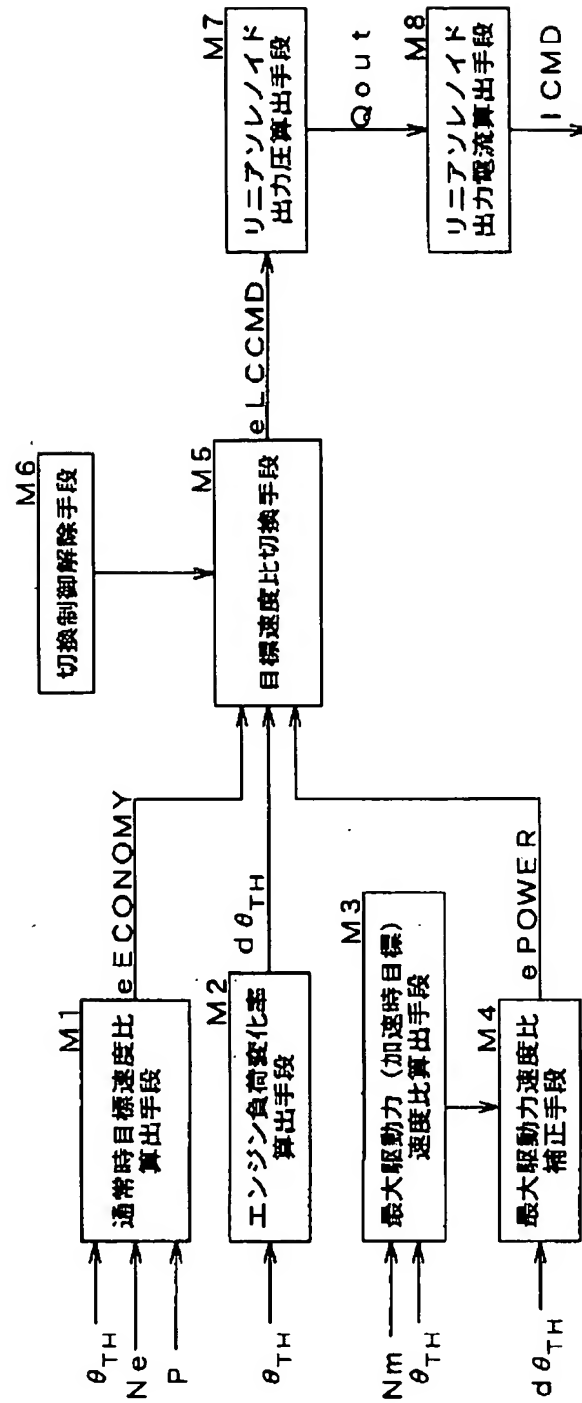 θTH
Ne
P
M1
通常時目標速度比
算出手段
eECONOMY
θTH
M2
エンジン負荷変化率
算出手段
dθTH
Nm
θTH
M3
最大駆動力（加速時目標）
速度比算出手段
dθTH
M4
最大駆動力速度比
補正手段
ePOWER
M6
切換制御解除手段
M5
目標速度比切換手段
eLCCMD
M7
リニアソレノイド
出力圧算出手段
Qout
M8
リニアソレノイド
出力電流算出手段
ICMD